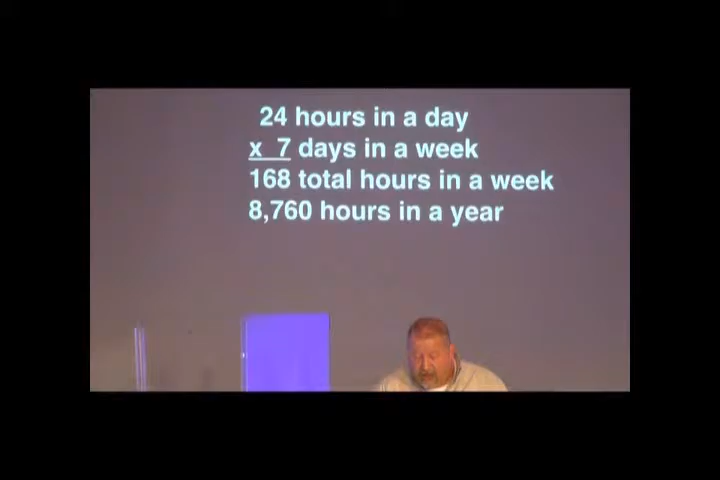 24 hours in a day
x 7 days in a week
168 total hours in a week
8,760 hours in a year